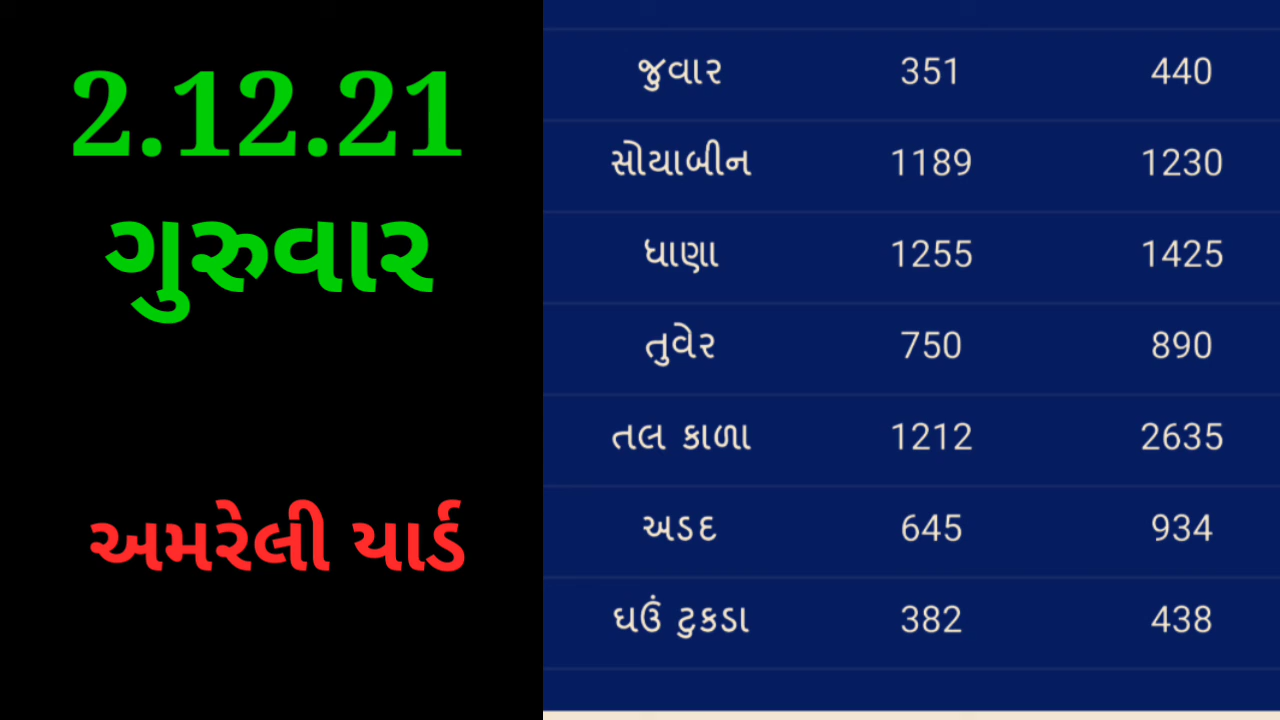 2.12.21
ગુરુવાર
અમરેલી યાર્ડ
જુવાર 351 440
સોયાબીન 1189 1230
ધાણા 1255 1425
તુવેર 750 890
તલ કાળા 1212 2635
અડદ 645 934
ઘઉં ટુકડા 382 438